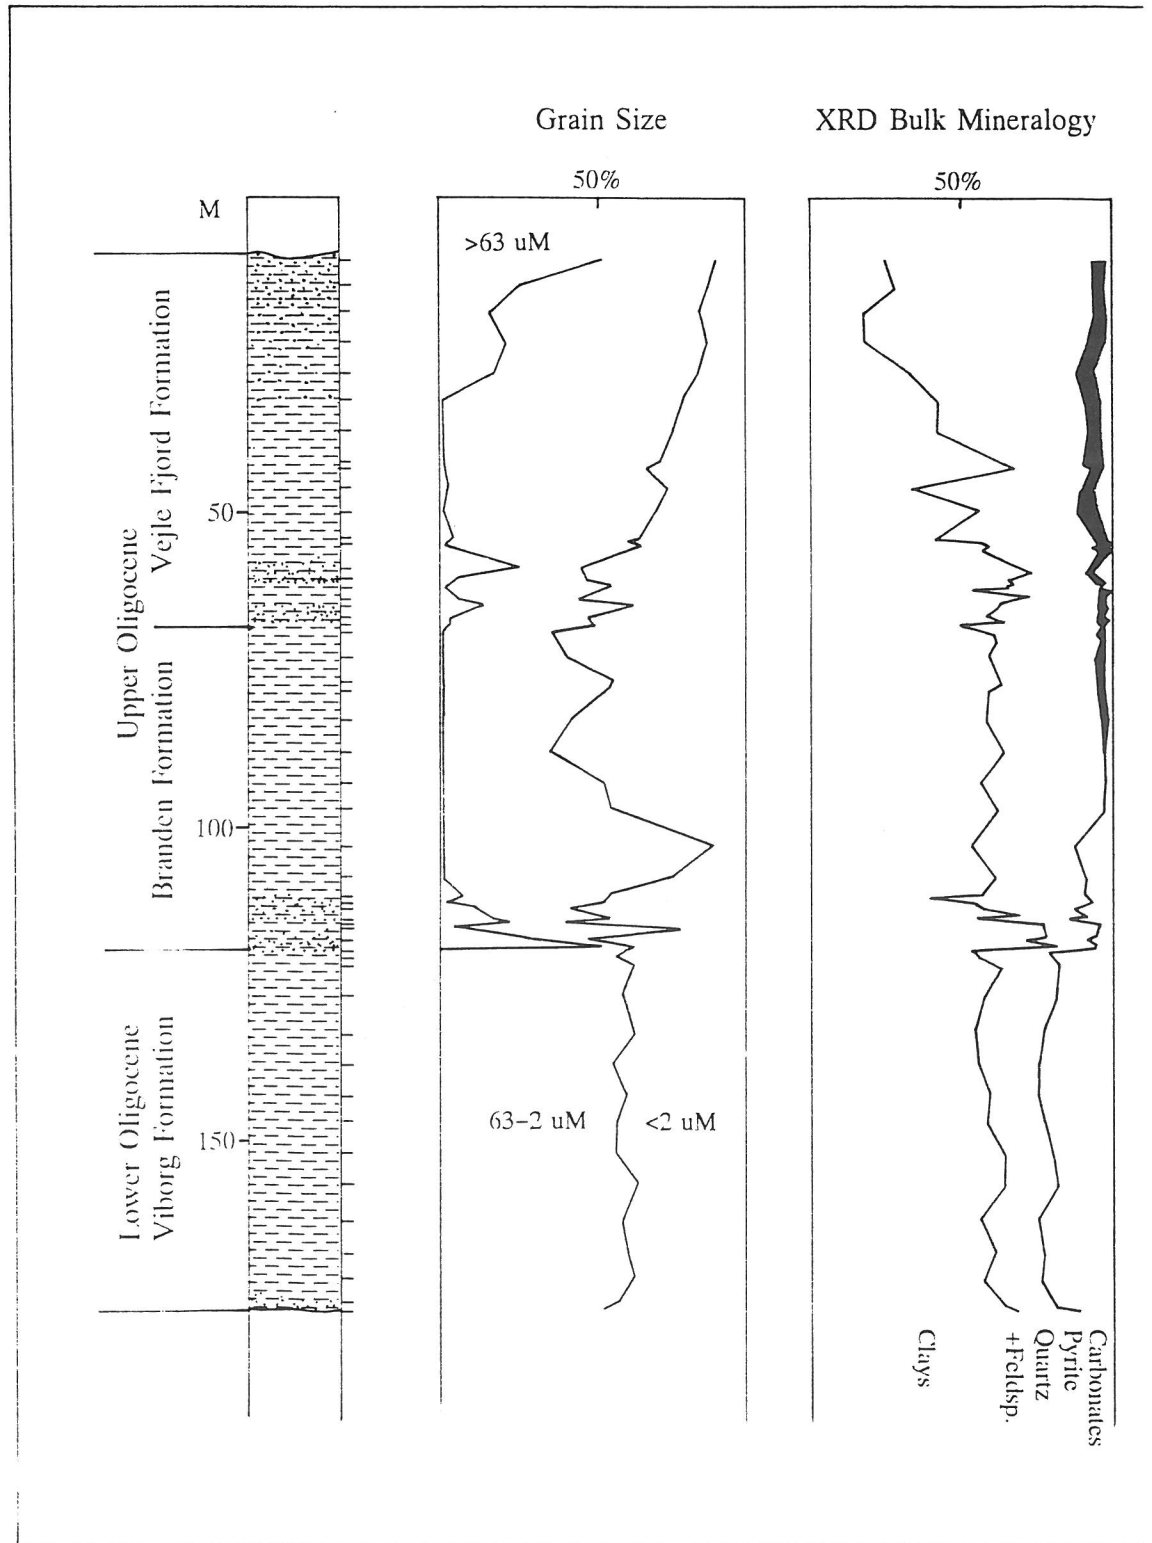 Grain Size
XRD Bulk Mineralogy
50%
50%
M
>63 uM
Upper Oligocene
Vejle Fjord Formation
50
Branden Formation
100
Lower Oligocene
Viborg Formation
150
63–2 uM
<2 uM
Clays
+Feldsp.
Quartz
Pyrite
Carbonates